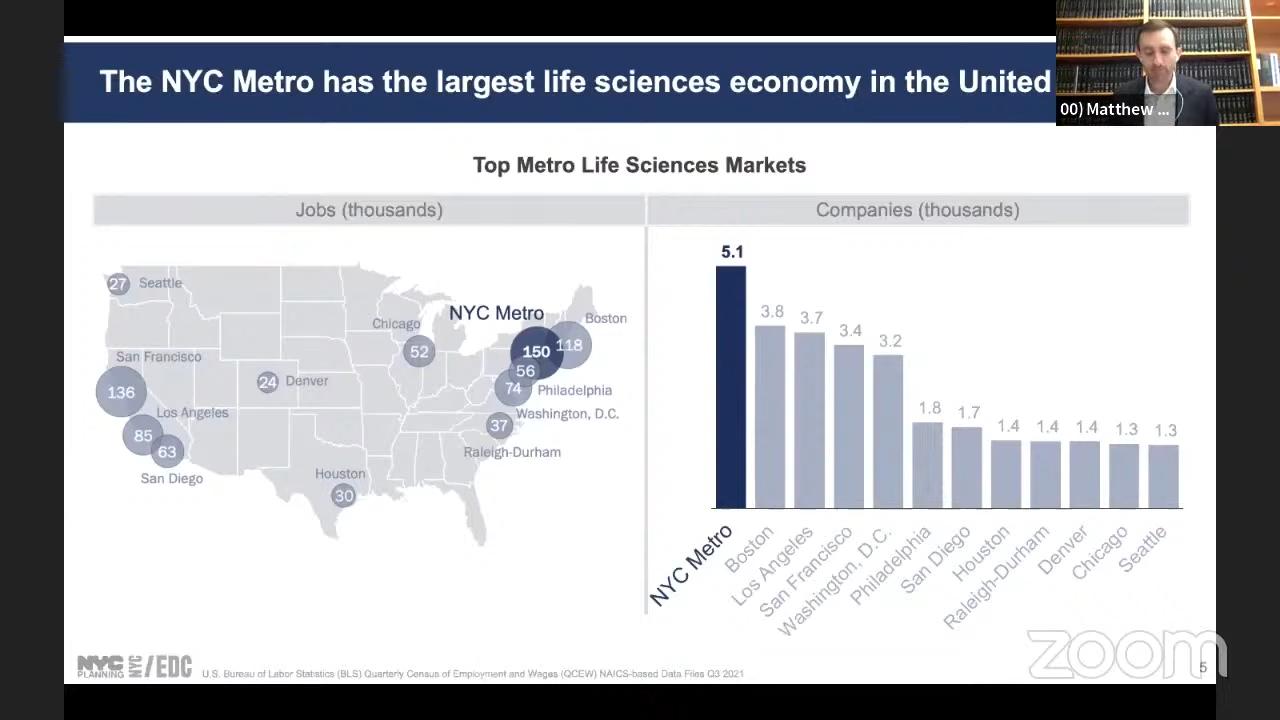 The NYC Metro has the largest life sciences economy in the United
00) Matthew ...
Top Metro Life Sciences Markets
Jobs (thousands)
Companies (thousands)
27 Seattle
NYC Metro
Chicago
Boston
52
150
118
San Francisco
56
24 Denver
136
74
Philadelphia
Los Angeles
Washington, D.C.
85
37
63
Raleigh-Durham
San Diego
Houston
30
5.1
3.8
3.7
3.4
3.2
1.8
1.7
1.4
1.4
1.4
1.3
1.3
NYC Metro
Boston
Los Angeles
San Francisco
Washington, D.C.
Philadelphia
San Diego
Houston
Raleigh-Durham
Denver
Chicago
Seattle
zoom
NYC
PLANNING
NYC
/EDC
U.S. Bureau of Labor Statistics (BLS) Quarterly Census of Employment and Wages (QCEW) NAICS-based Data Files Q3 2021
5